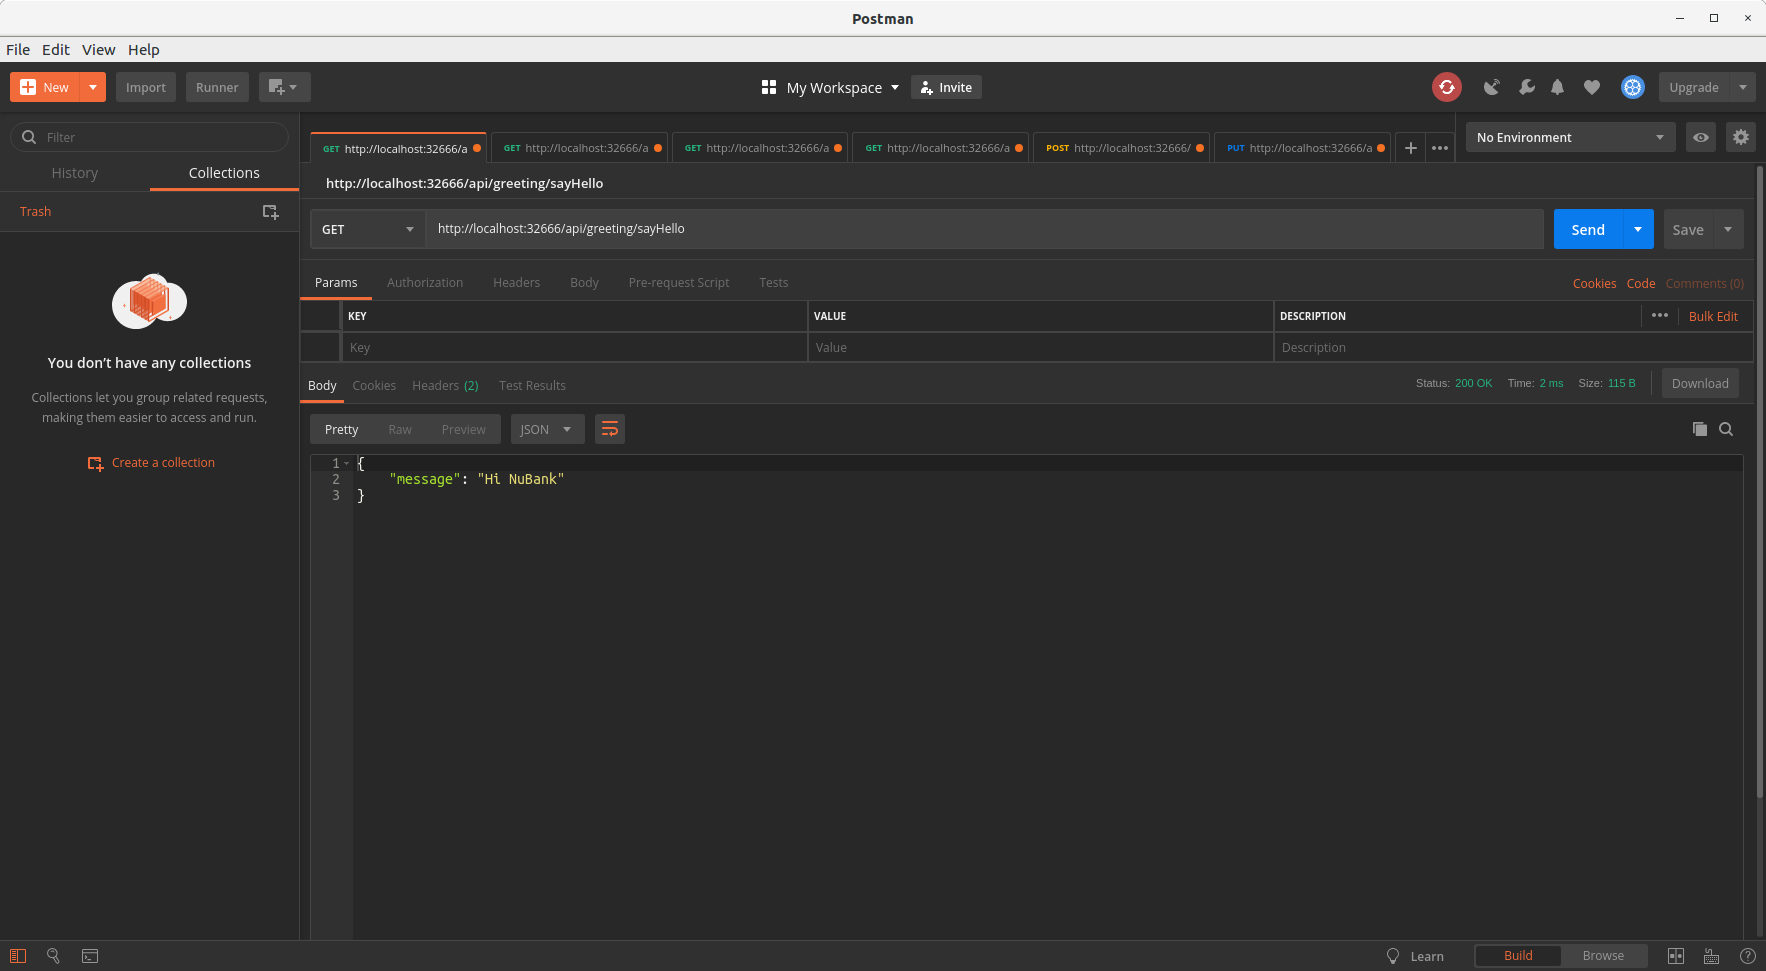 Postman
File Edit View Help
New Import Runner My Workspace Invite Upgrade
Filter
History Collections
Trash
You don’t have any collections
Collections let you group related requests,
making them easier to access and run.
Create a collection
GET http://localhost:32666/a GET http://localhost:32666/a GET http://localhost:32666/a GET http://localhost:32666/a POST http://localhost:32666/ PUT http://localhost:32666/a
No Environment
http://localhost:32666/api/greeting/sayHello
GET http://localhost:32666/api/greeting/sayHello Send Save
Params Authorization Headers Body Pre-request Script Tests Cookies Code Comments (0)
KEY VALUE DESCRIPTION Bulk Edit
Key Value Description
Body Cookies Headers (2) Test Results Status: 200 OK Time: 2 ms Size: 115 B Download
Pretty Raw Preview JSON
1 {
2 "message": "Hi NuBank"
3 }
Learn Build Browse